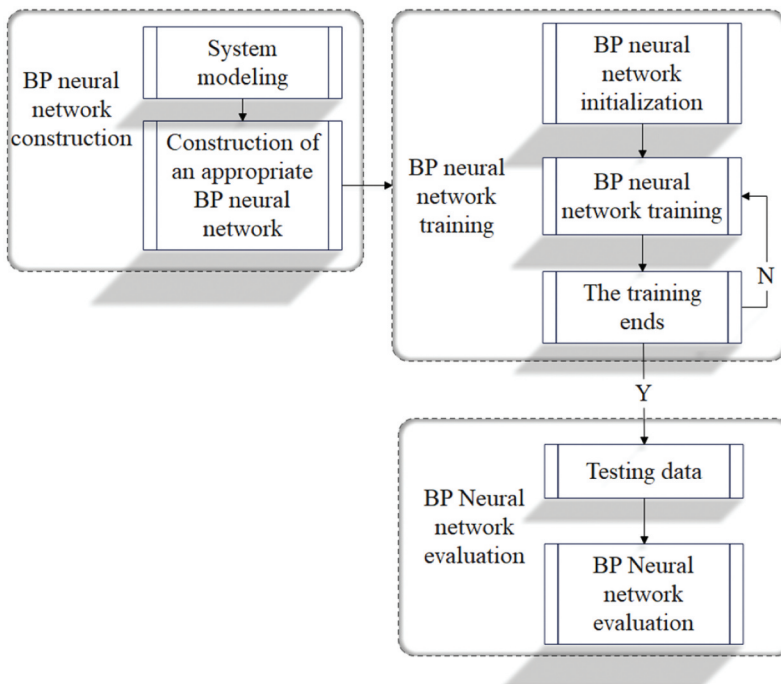 BP neural
network
construction
System
modeling
Construction of
an appropriate
BP neural
network
BP neural
network
training
BP neural
network
initialization
BP neural
network training
The training
ends
N
Y
BP Neural
network
evaluation
Testing data
BP Neural
network
evaluation